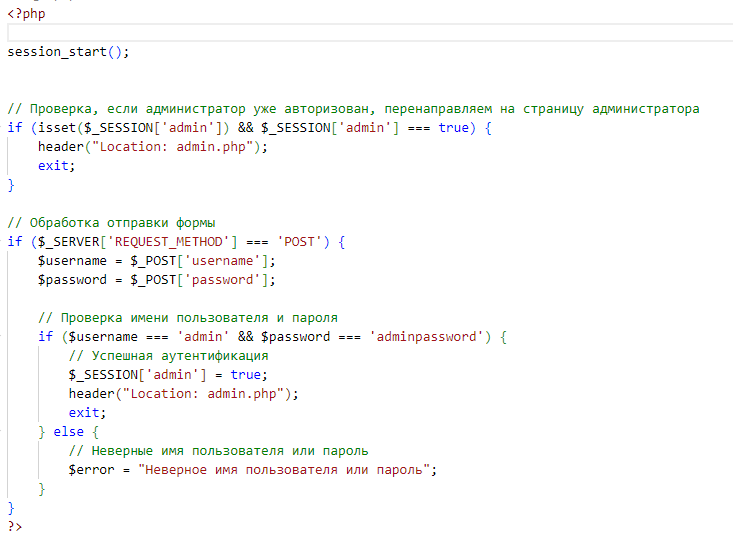 <?php
session_start();
// Проверка, если администратор уже авторизован, перенаправляем на страницу администратора
if (isset($_SESSION['admin']) && $_SESSION['admin'] === true) {
    header("Location: admin.php");
    exit;
}
// Обработка отправки формы
if ($_SERVER['REQUEST_METHOD'] === 'POST') {
    $username = $_POST['username'];
    $password = $_POST['password'];
    // Проверка имени пользователя и пароля
    if ($username === 'admin' && $password === 'adminpassword') {
        // Успешная аутентификация
        $_SESSION['admin'] = true;
        header("Location: admin.php");
        exit;
    } else {
        // Неверные имя пользователя или пароль
        $error = "Неверное имя пользователя или пароль";
    }
}
?>